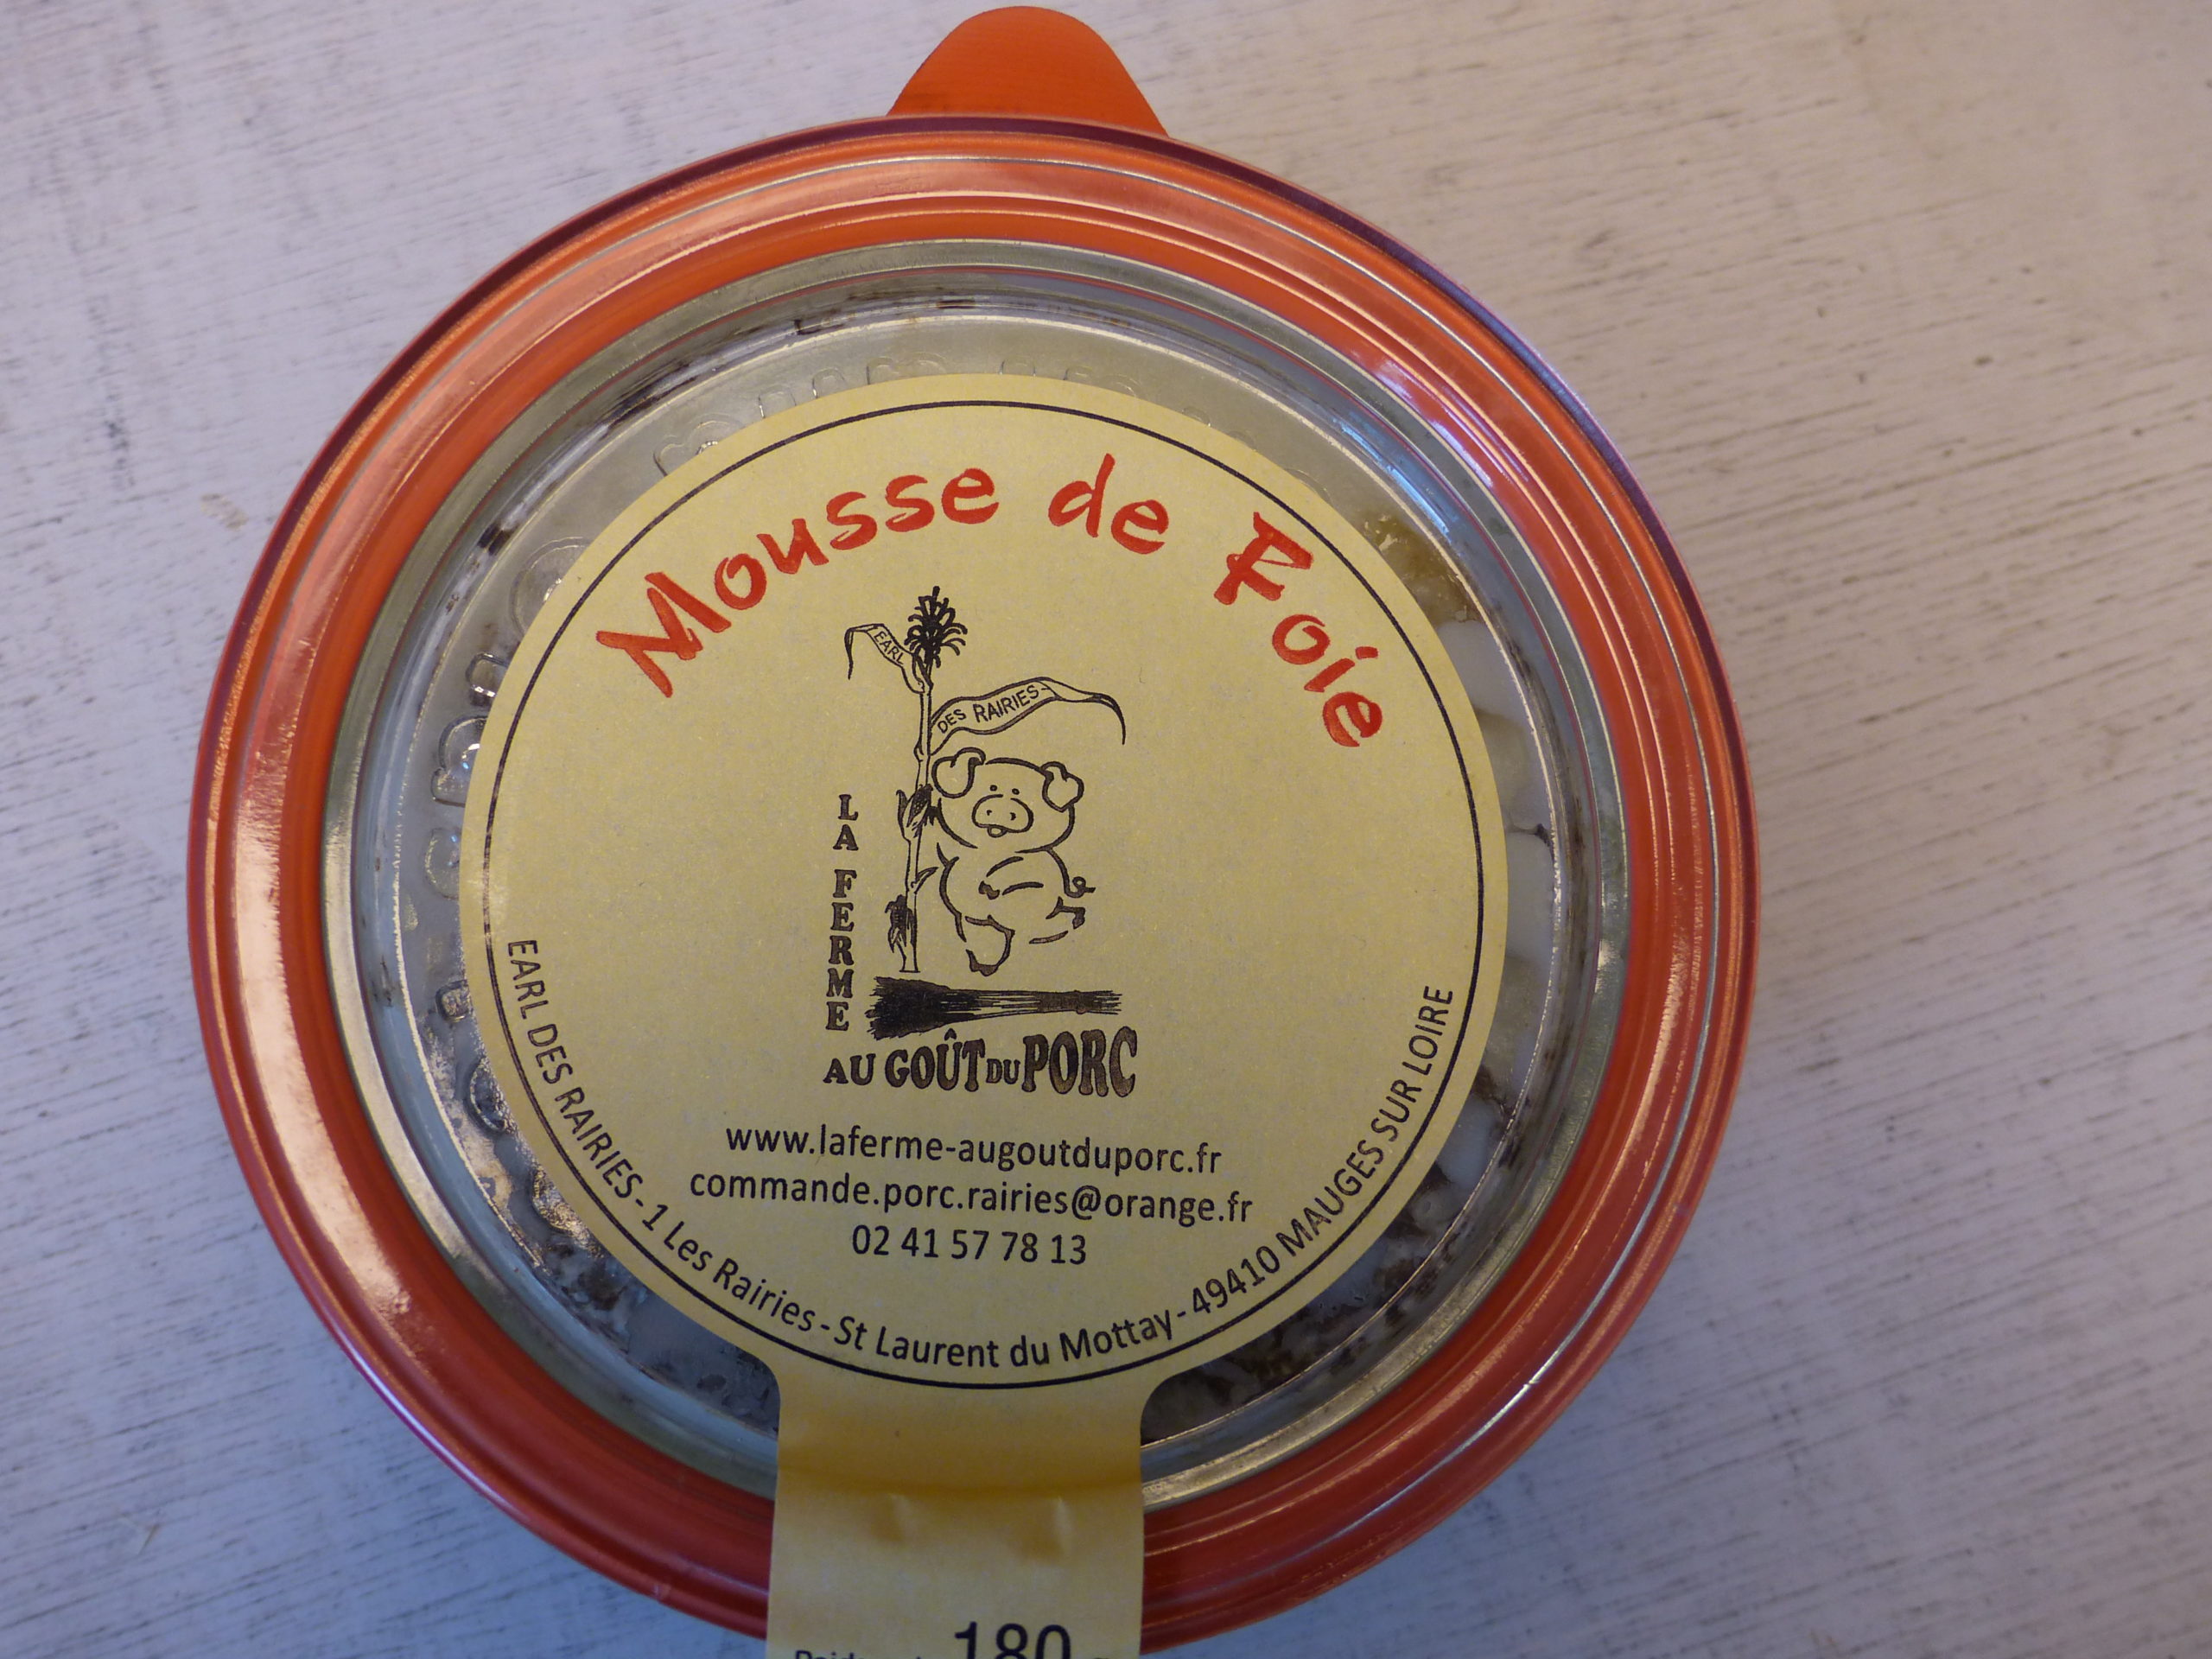 Mousse de Foie
EARL
DES RAIRIES
LA FERME
AU GOÛT DU PORC
www.laferme-augoutduporc.fr
commande.porc.rairies@orange.fr
02 41 57 78 13
EARL DES RAIRIES - 1 Les Rairies - St Laurent du Mottay - 49410 MAUGES SUR LOIRE
180